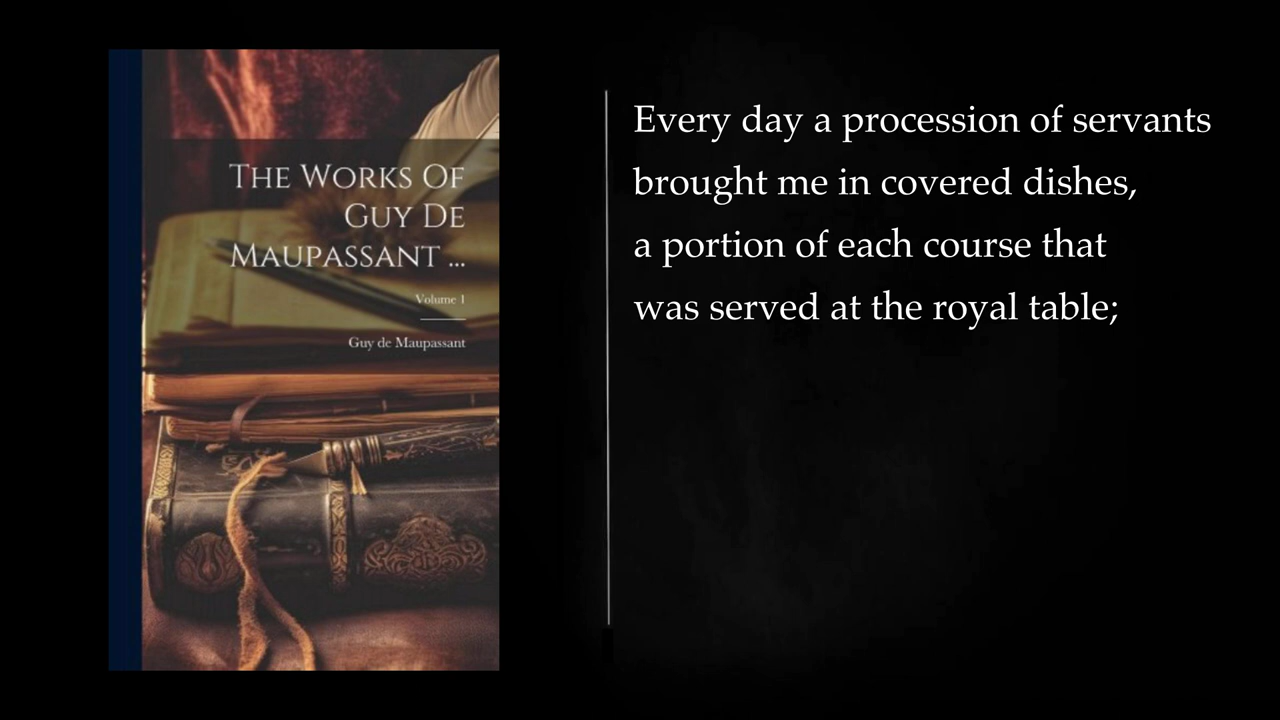 The Works Of
Guy De
Maupassant ...
Volume 1
Guy de Maupassant
Every day a procession of servants
brought me in covered dishes,
a portion of each course that
was served at the royal table;